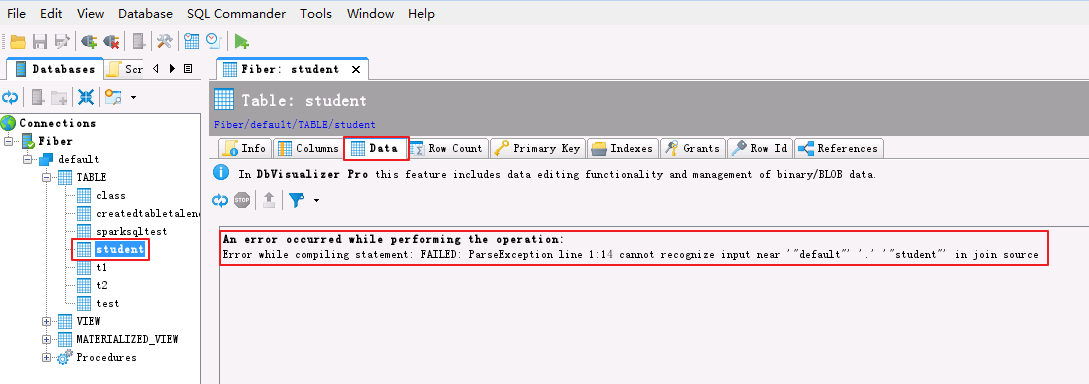 File Edit View Database SQL Commander Tools Window Help
Databases Scr
Fiber: student
Table: student
Fiber/default/TABLE/student
Info Columns Data Row Count Primary Key Indexes Grants Row Id References
In DbVisualizer Pro this feature includes data editing functionality and management of binary/BLOB data.
STOP
An error occurred while performing the operation:
Error while compiling statement: FAILED: ParseException line 1:14 cannot recognize input near '"default"' '.' '"student"' in join source
Connections
Fiber
default
TABLE
class
createdtabletalen
sparksqltest
student
t1
t2
test
VIEW
MATERIALIZED_VIEW
Procedures